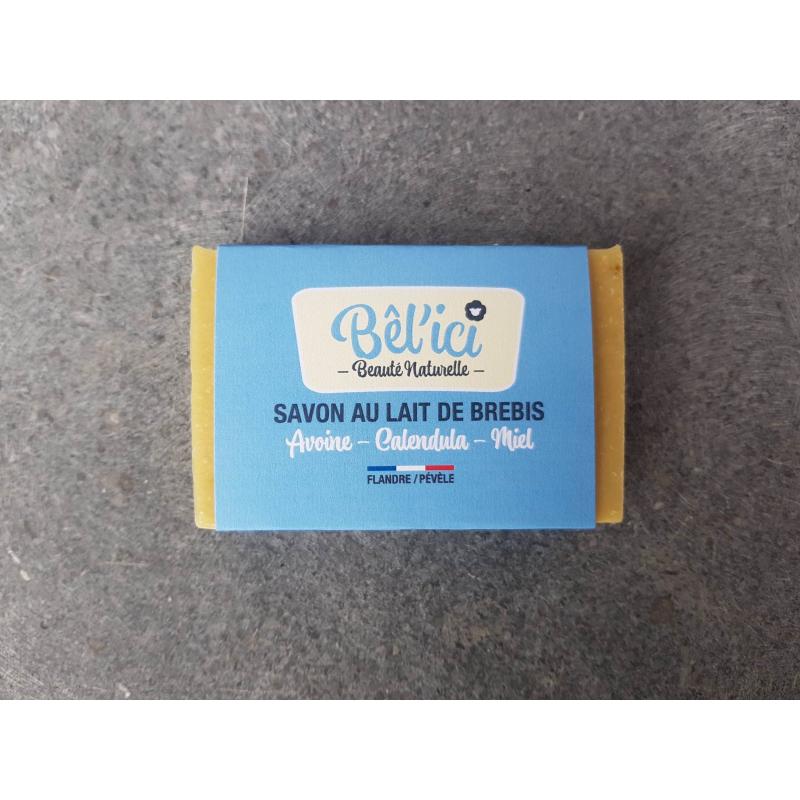 Bêl'ici
– Beauté Naturelle –
SAVON AU LAIT DE BREBIS
Avoine – Calendula – Miel
FLANDRE / PÉVÈLE